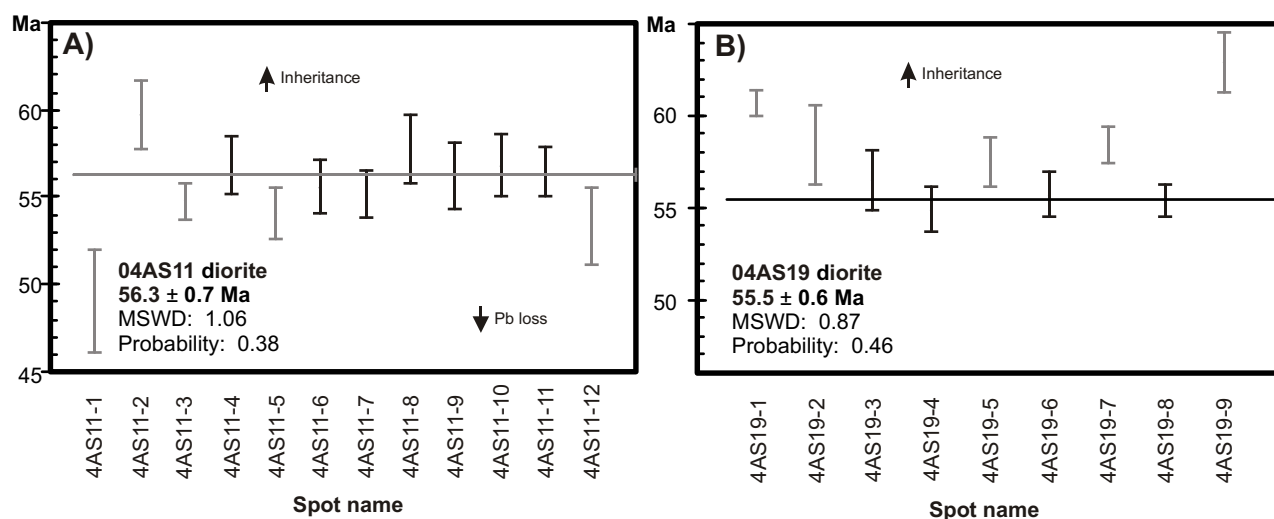 Ma
A)
Inheritance
60
55
50
45
04AS11 diorite
56.3 ± 0.7 Ma
MSWD: 1.06
Probability: 0.38
Pb loss
4AS11-1
4AS11-2
4AS11-3
4AS11-4
4AS11-5
4AS11-6
4AS11-7
4AS11-8
4AS11-9
4AS11-10
4AS11-11
4AS11-12
Spot name
Ma
B)
Inheritance
60
55
50
04AS19 diorite
55.5 ± 0.6 Ma
MSWD: 0.87
Probability: 0.46
4AS19-1
4AS19-2
4AS19-3
4AS19-4
4AS19-5
4AS19-6
4AS19-7
4AS19-8
4AS19-9
Spot name